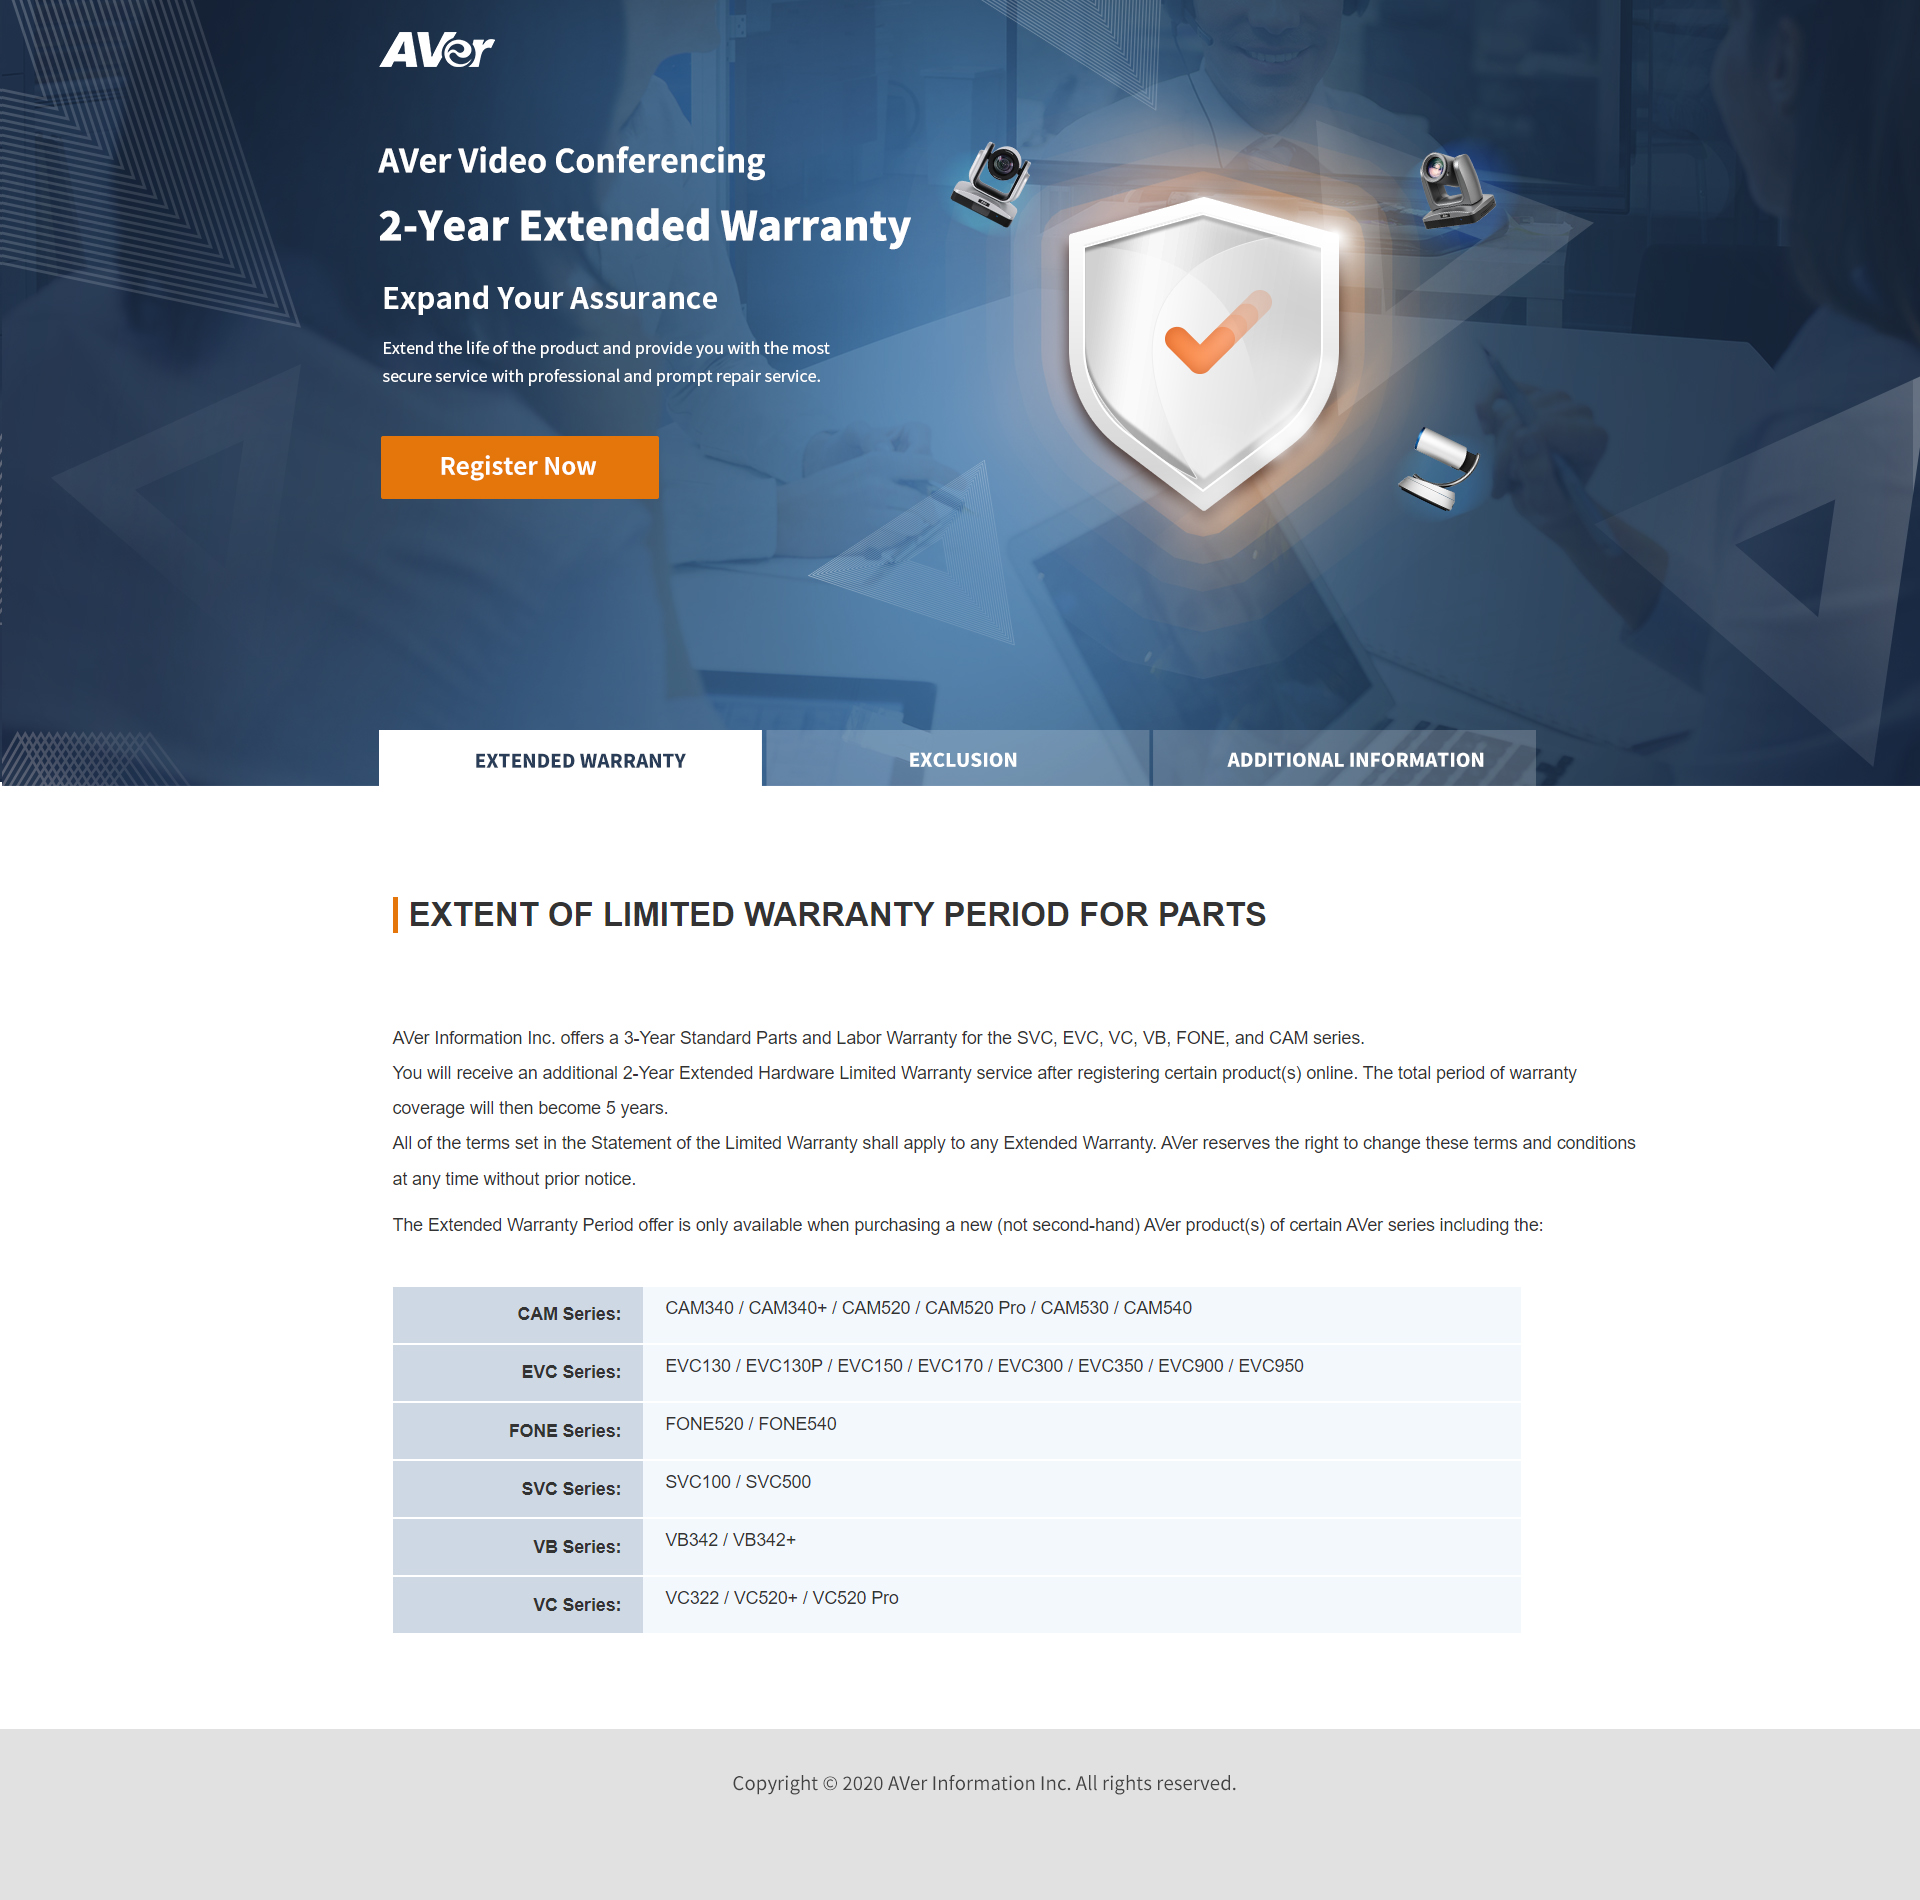 AVer
AVer Video Conferencing
2-Year Extended Warranty
Expand Your Assurance
Extend the life of the product and provide you with the most
secure service with professional and prompt repair service.
Register Now
EXTENDED WARRANTY
EXCLUSION
ADDITIONAL INFORMATION
EXTENT OF LIMITED WARRANTY PERIOD FOR PARTS
AVer Information Inc. offers a 3-Year Standard Parts and Labor Warranty for the SVC, EVC, VC, VB, FONE, and CAM series.
You will receive an additional 2-Year Extended Hardware Limited Warranty service after registering certain product(s) online. The total period of warranty
coverage will then become 5 years.
All of the terms set in the Statement of the Limited Warranty shall apply to any Extended Warranty. AVer reserves the right to change these terms and conditions
at any time without prior notice.
The Extended Warranty Period offer is only available when purchasing a new (not second-hand) AVer product(s) of certain AVer series including the:
CAM Series: CAM340 / CAM340+ / CAM520 / CAM520 Pro / CAM530 / CAM540
EVC Series: EVC130 / EVC130P / EVC150 / EVC170 / EVC300 / EVC350 / EVC900 / EVC950
FONE Series: FONE520 / FONE540
SVC Series: SVC100 / SVC500
VB Series: VB342 / VB342+
VC Series: VC322 / VC520+ / VC520 Pro
Copyright © 2020 AVer Information Inc. All rights reserved.